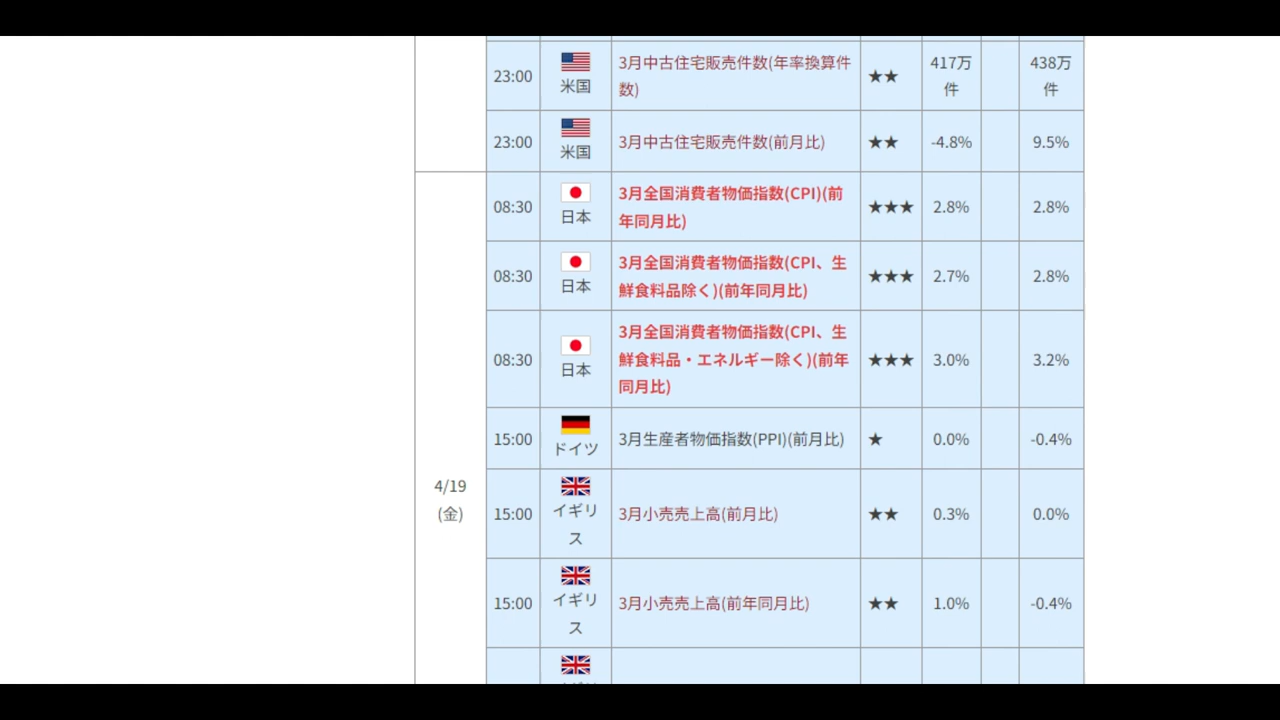 23:00 米国 3月中古住宅販売件数(年率換算件数) ★★ 417万件 438万件
23:00 米国 3月中古住宅販売件数(前月比) ★★ -4.8% 9.5%
4/19(金)
08:30 日本 3月全国消費者物価指数(CPI)(前年同月比) ★★★ 2.8% 2.8%
08:30 日本 3月全国消費者物価指数(CPI、生鮮食料品除く)(前年同月比) ★★★ 2.7% 2.8%
08:30 日本 3月全国消費者物価指数(CPI、生鮮食料品・エネルギー除く)(前年同月比) ★★★ 3.0% 3.2%
15:00 ドイツ 3月生産者物価指数(PPI)(前月比) ★ 0.0% -0.4%
15:00 イギリス 3月小売売上高(前月比) ★★ 0.3% 0.0%
15:00 イギリス 3月小売売上高(前年同月比) ★★ 1.0% -0.4%